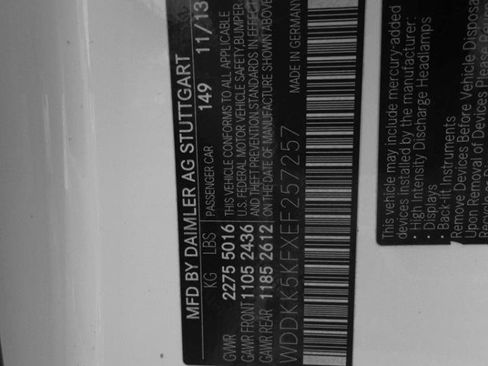 MFD BY DAIMLER AG STUTTGART 11/13
KG LBS PASSENGER CAR 149
GVWR 2275 5016 THIS VEHICLE CONFORMS TO ALL APPLICABLE
GAWR FRONT 1105 2436 U.S. FEDERAL MOTOR VEHICLE SAFETY BUMPER
AND THEFT PREVENTION STANDARDS IN EFFECT
GAWR REAR 1185 2612 ON THE DATE OF MANUFACTURE SHOWN ABOVE
WDDKK5KFXEF257257 MADE IN GERMANY
This vehicle may include mercury-added
devices installed by the manufacturer:
• High Intensity Discharge Headlamps
• Displays
• Back-lit Instruments
Remove Devices Before Vehicle Disposal
Upon Removal of Devices Please